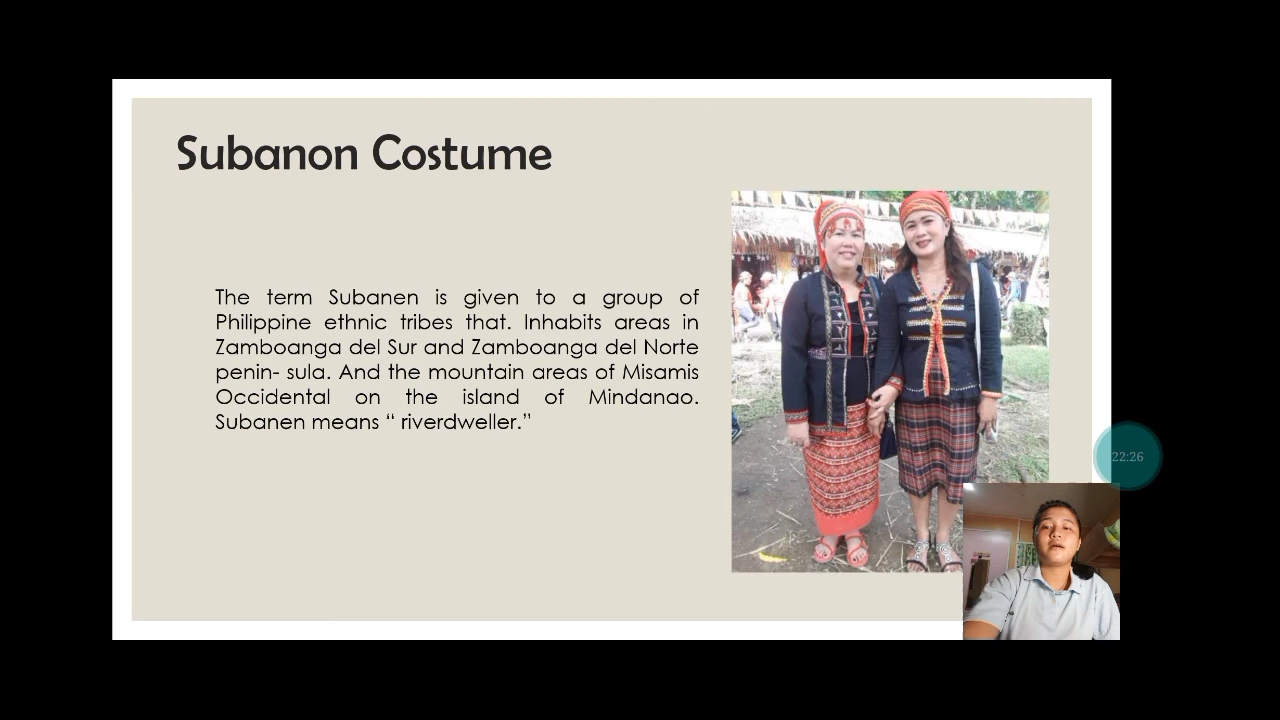 Subanon Costume
The term Subanen is given to a group of
Philippine ethnic tribes that. Inhabits areas in
Zamboanga del Sur and Zamboanga del Norte
penin- sula. And the mountain areas of Misamis
Occidental on the island of Mindanao.
Subanen means “ riverdweller.”
22:26